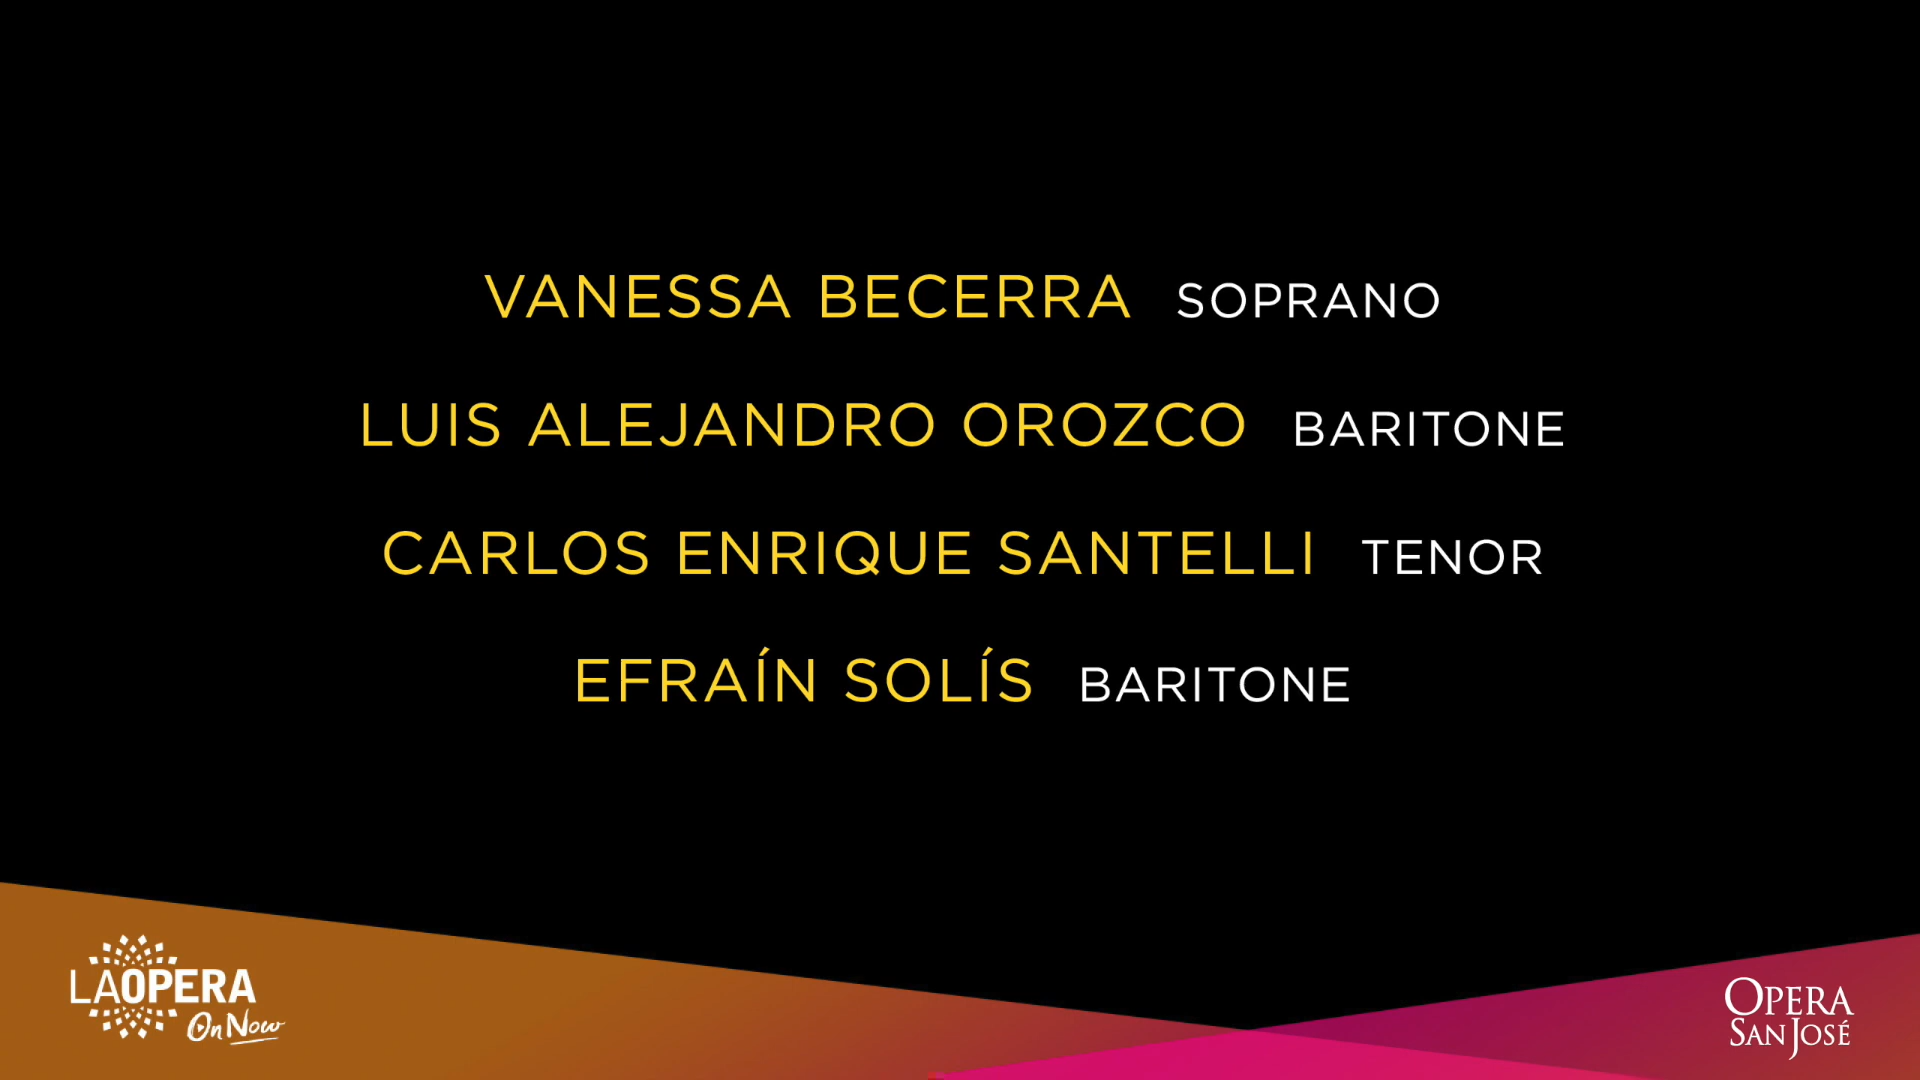 VANESSA BECERRA SOPRANO
LUIS ALEJANDRO OROZCO BARITONE
CARLOS ENRIQUE SANTELLI TENOR
EFRAÍN SOLÍS BARITONE
LAOPERA
On Now
OPERA
SAN JOSÉ